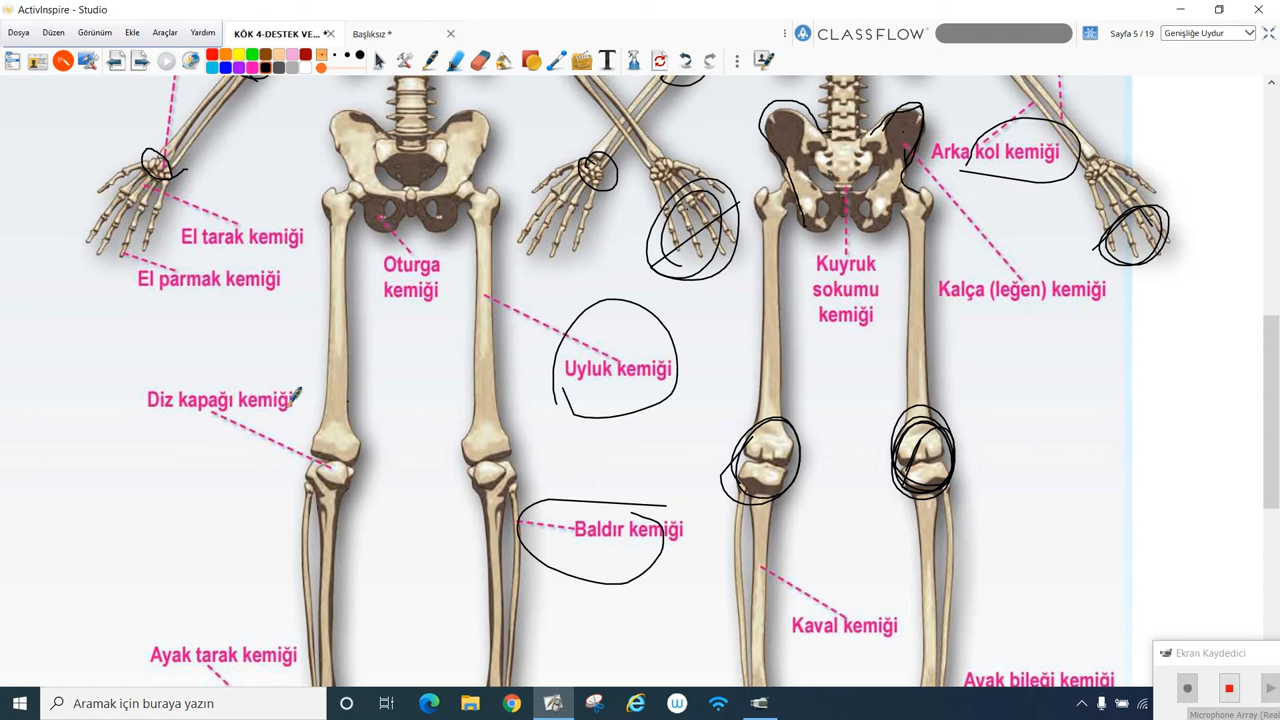 ActivInspire - Studio
Dosya Düzen Görünüm Ekle Araçlar Yardım
KÖK 4-DESTEK VE... *
Başlıksız *
CLASSFLOW
Sayfa 5 / 19
Genişliğe Uydur
Arka kol kemiği
El tarak kemiği
El parmak kemiği
Oturga
kemiği
Kuyruk
sokumu
kemiği
Kalça (leğen) kemiği
Uyluk kemiği
Diz kapağı kemiği
Baldır kemiği
Kaval kemiği
Ayak tarak kemiği
Ayak bileği kemiği
Ekran Kaydedici
Microphone Array (Real
Aramak için buraya yazın